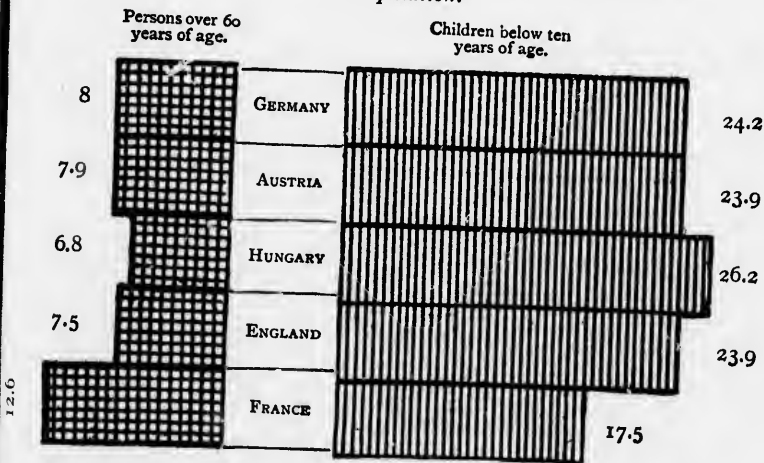 Persons over 60
years of age.
Children below ten
years of age.
8
GERMANY
24.2
7.9
AUSTRIA
23.9
6.8
HUNGARY
26.2
7.5
ENGLAND
23.9
12.6
FRANCE
17.5